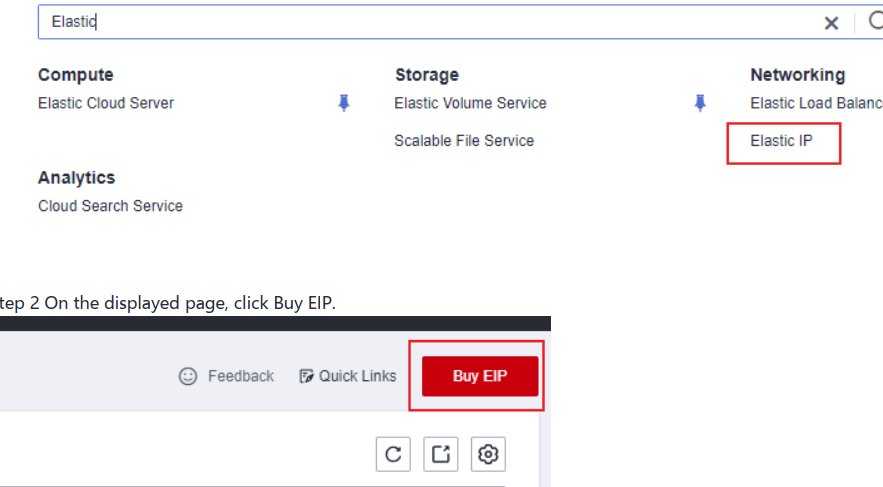 Elastic
Compute Storage Networking
Elastic Cloud Server Elastic Volume Service Elastic Load Balanc
Scalable File Service Elastic IP
Analytics
Cloud Search Service
tep 2 On the displayed page, click Buy EIP.
Feedback Quick Links Buy EIP